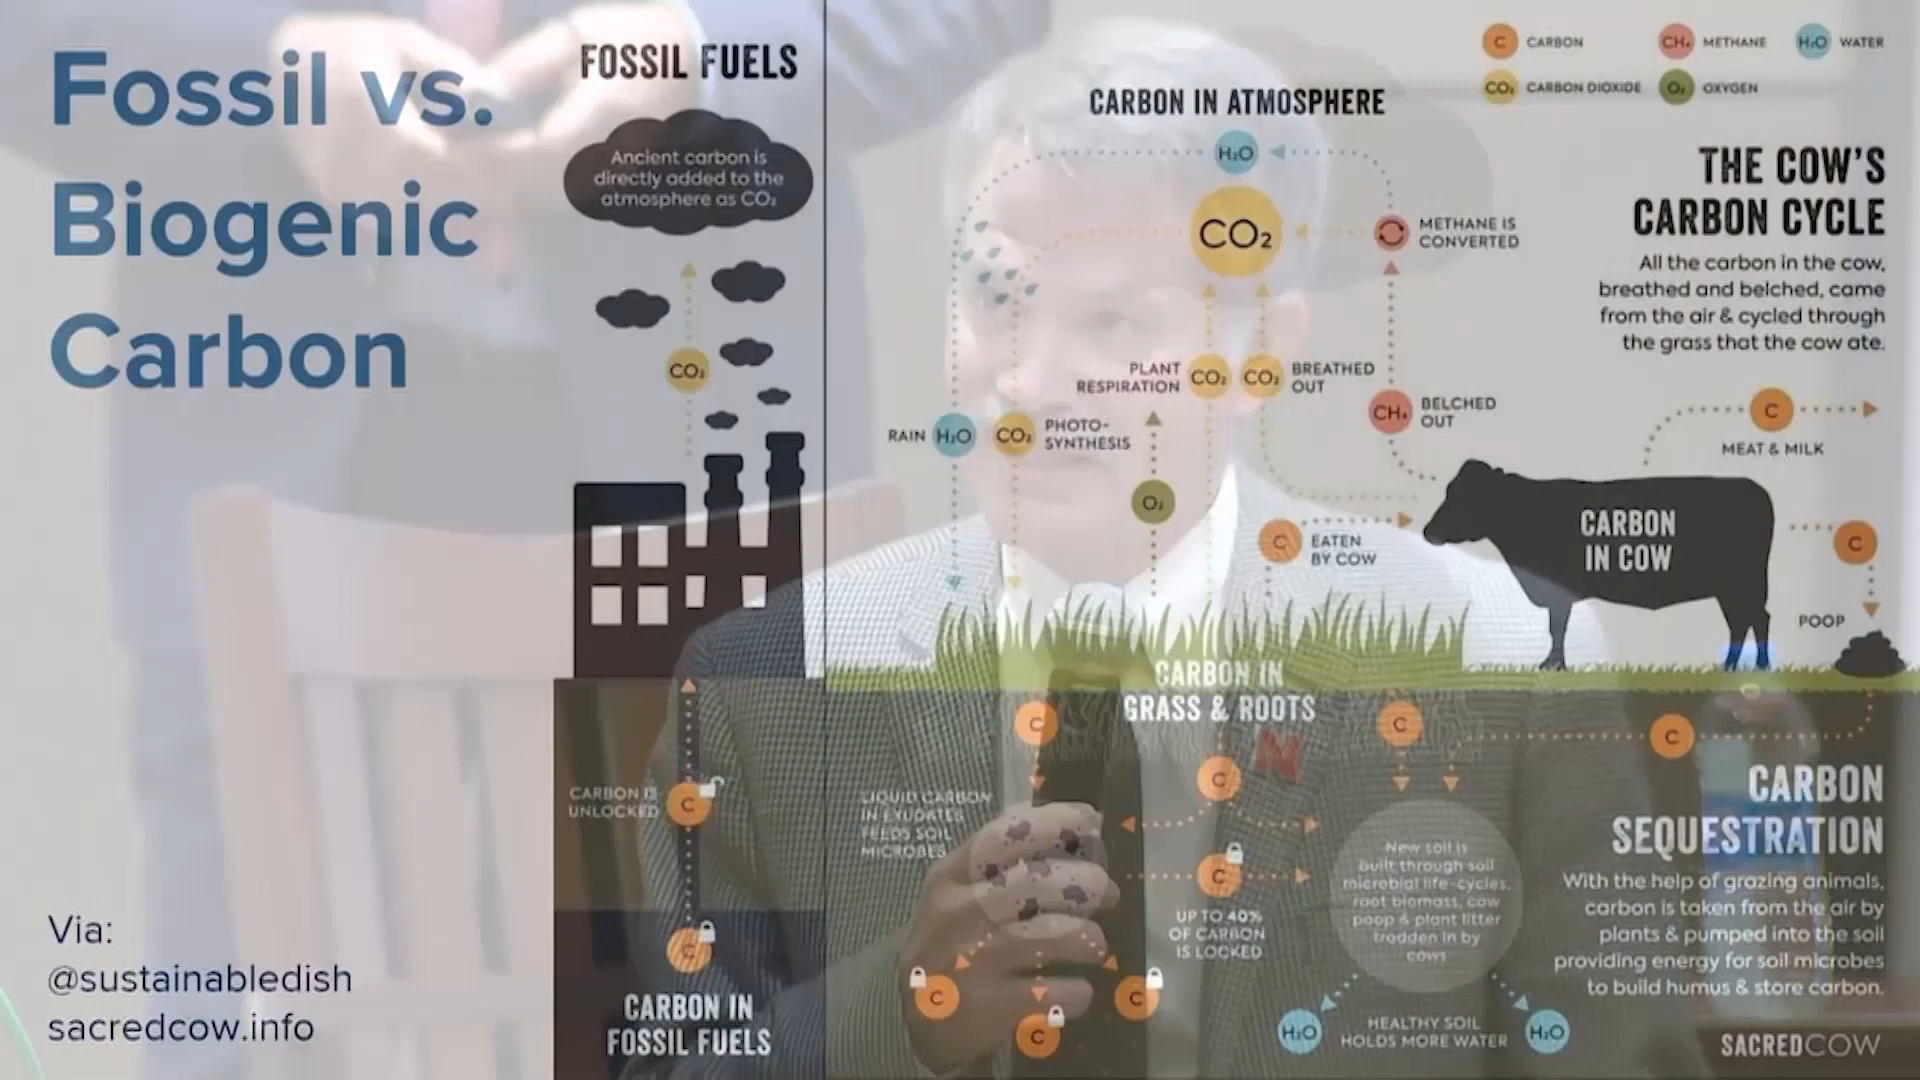 Fossil vs.
Biogenic
Carbon
Via:
@sustainabledish
sacredcow.info
FOSSIL FUELS
Ancient carbon is
directly added to the
atmosphere as CO₂
CO₂
CARBON IS
UNLOCKED
C
C
CARBON IN
FOSSIL FUELS
C CARBON
CH₄ METHANE
H₂O WATER
CO₂ CARBON DIOXIDE
O₂ OXYGEN
CARBON IN ATMOSPHERE
H₂O
CO₂
METHANE IS
CONVERTED
THE COW'S
CARBON CYCLE
All the carbon in the cow,
breathed and belched, came
from the air & cycled through
the grass that the cow ate.
PLANT
RESPIRATION
CO₂
CO₂
BREATHED
OUT
CH₄
BELCHED
OUT
C
MEAT & MILK
RAIN H₂O
CO₂
PHOTO-
SYNTHESIS
O₂
C
EATEN
BY COW
CARBON
IN COW
C
POOP
CARBON IN
GRASS & ROOTS
C
C
C
C
N
LIQUID CARBON
IN EXUDATES
FEEDS SOIL
MICROBES
C
UP TO 40%
OF CARBON
IS LOCKED
C
C
C
New soil is
built through soil
microbial life-cycles,
root biomass, cow
poop & plant litter
trodden in by
cows
H₂O
HEALTHY SOIL
HOLDS MORE WATER
H₂O
CARBON
SEQUESTRATION
With the help of grazing animals,
carbon is taken from the air by
plants & pumped into the soil
providing energy for soil microbes
to build humus & store carbon.
SACREDCOW